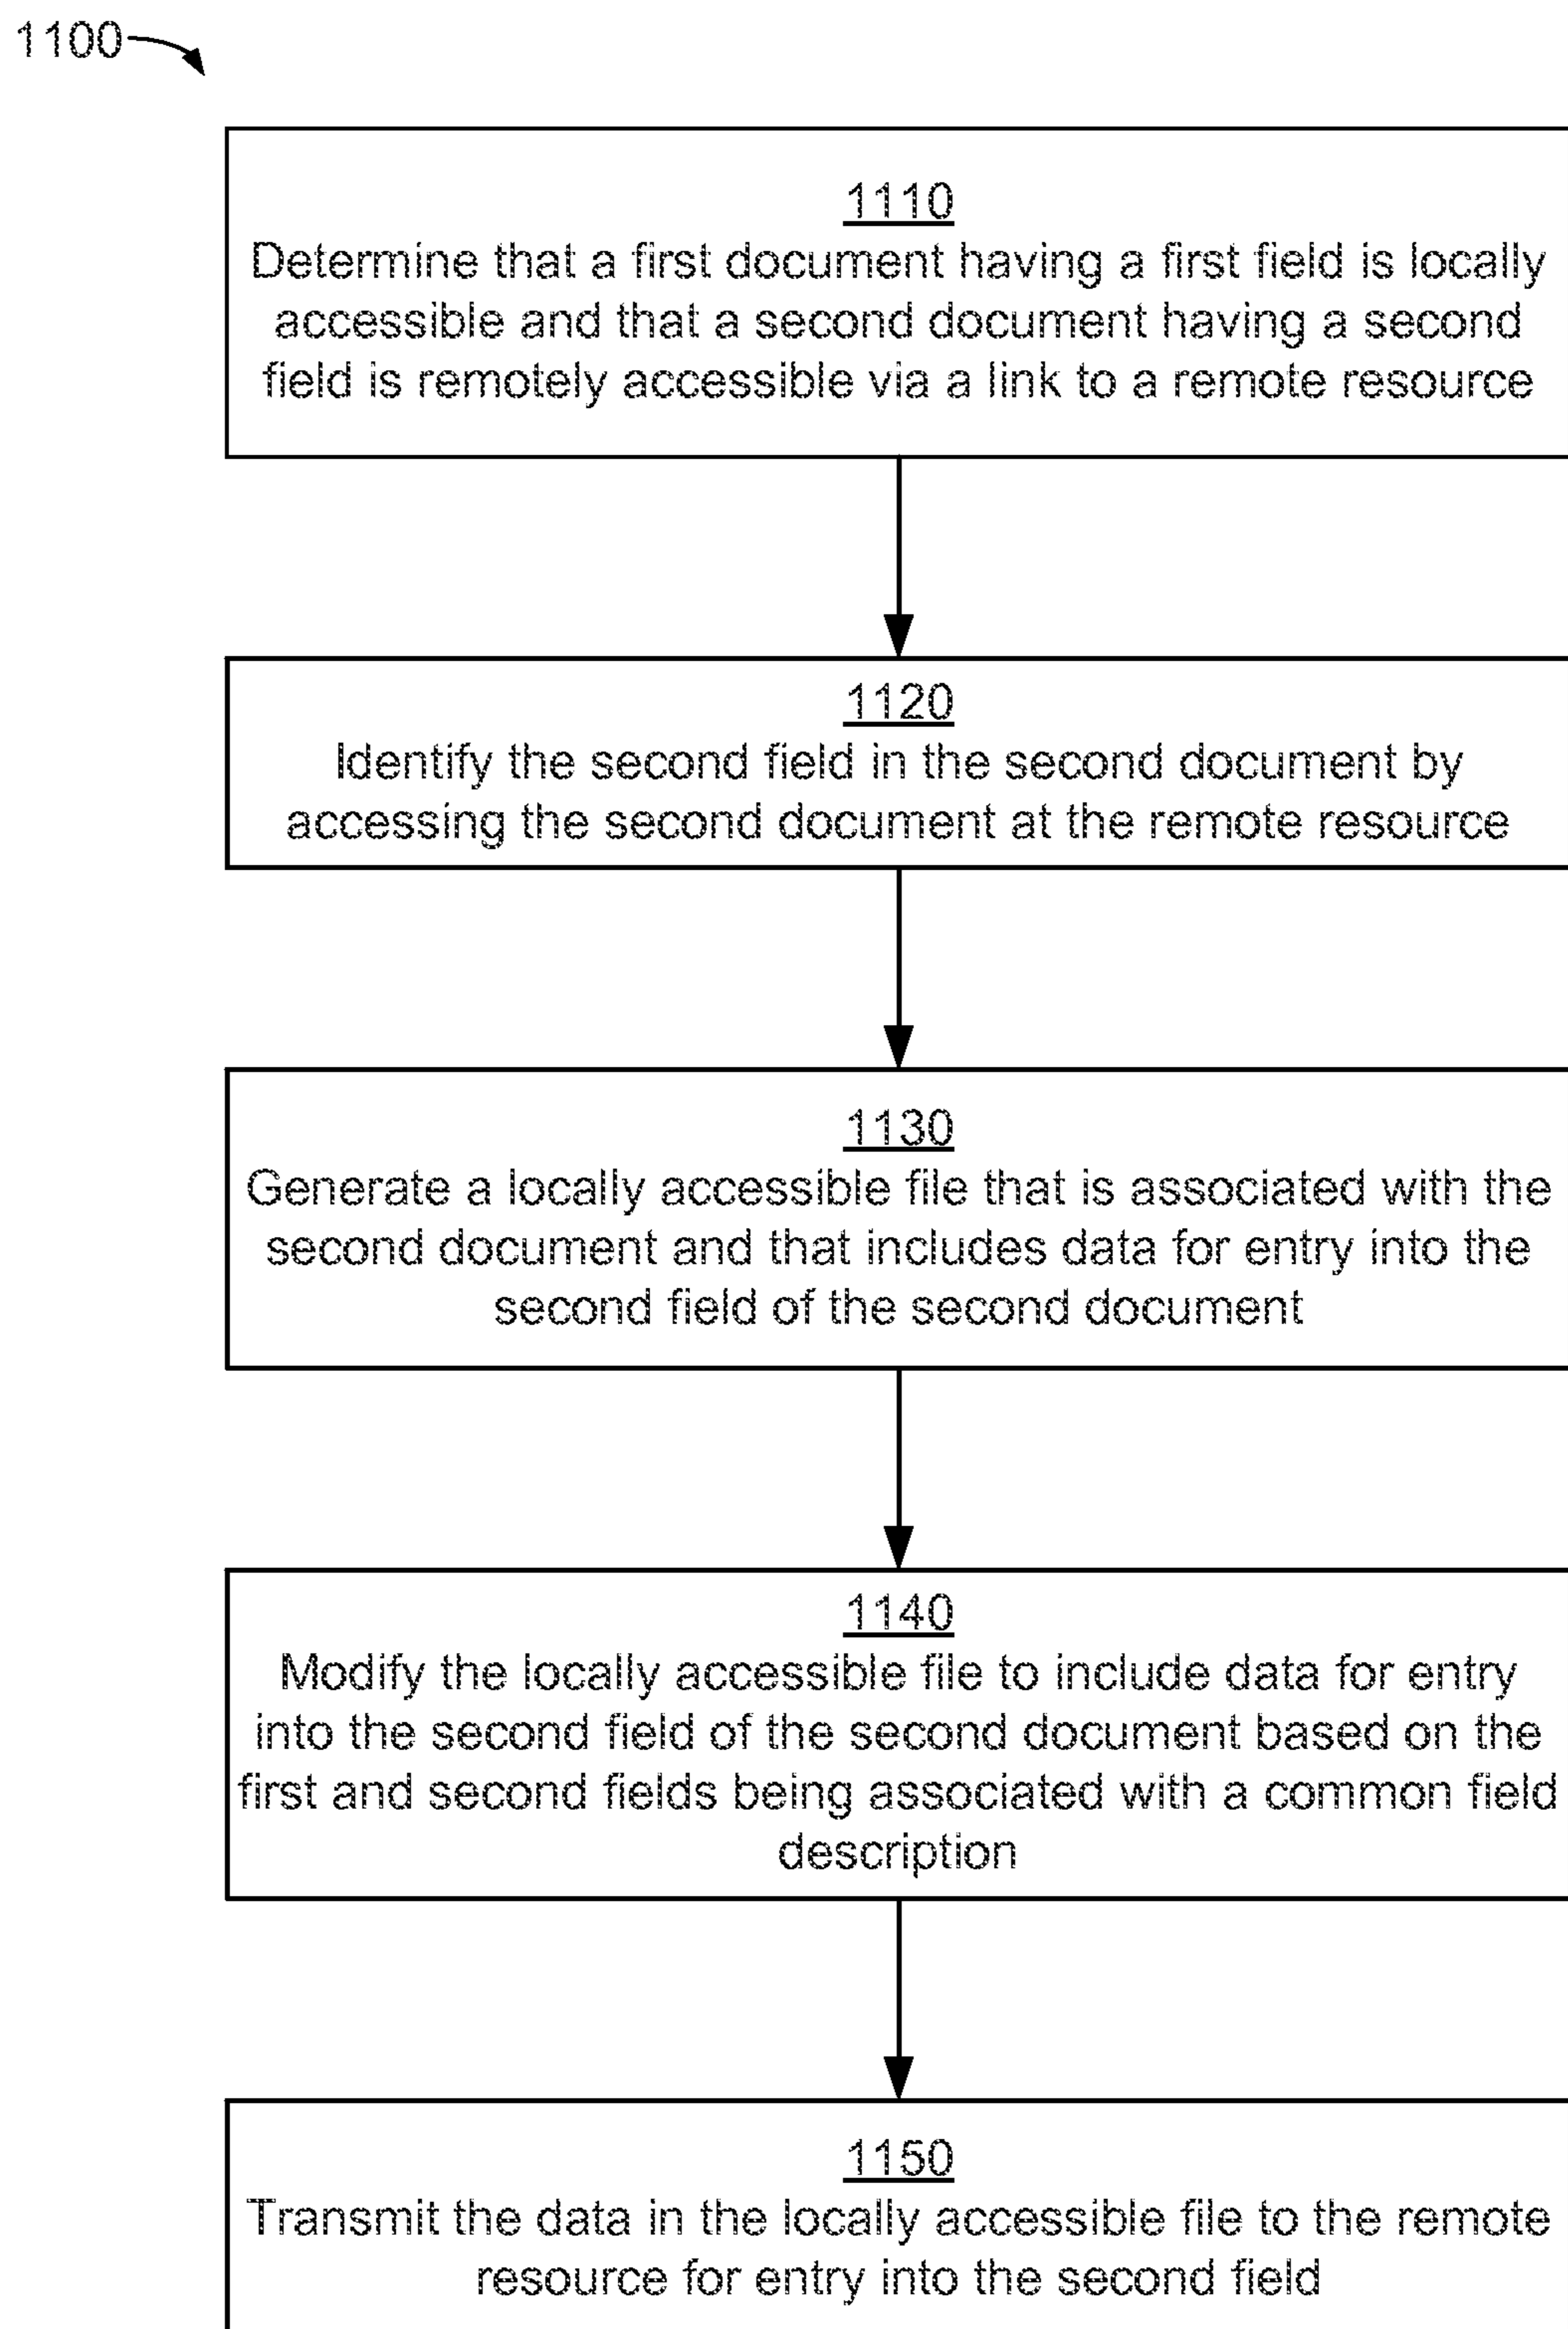 1100
1110
Determine that a first document having a first field is locally
accessible and that a second document having a second
field is remotely accessible via a link to a remote resource
1120
Identify the second field in the second document by
accessing the second document at the remote resource
1130
Generate a locally accessible file that is associated with the
second document and that includes data for entry into the
second field of the second document
1140
Modify the locally accessible file to include data for entry
into the second field of the second document based on the
first and second fields being associated with a common field
description
1150
Transmit the data in the locally accessible file to the remote
resource for entry into the second field